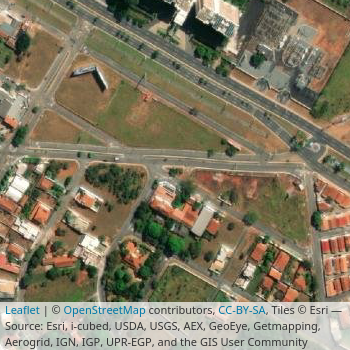 Leaflet | © OpenStreetMap contributors, CC-BY-SA, Tiles © Esri —
Source: Esri, i-cubed, USDA, USGS, AEX, GeoEye, Getmapping,
Aerogrid, IGN, IGP, UPR-EGP, and the GIS User Community